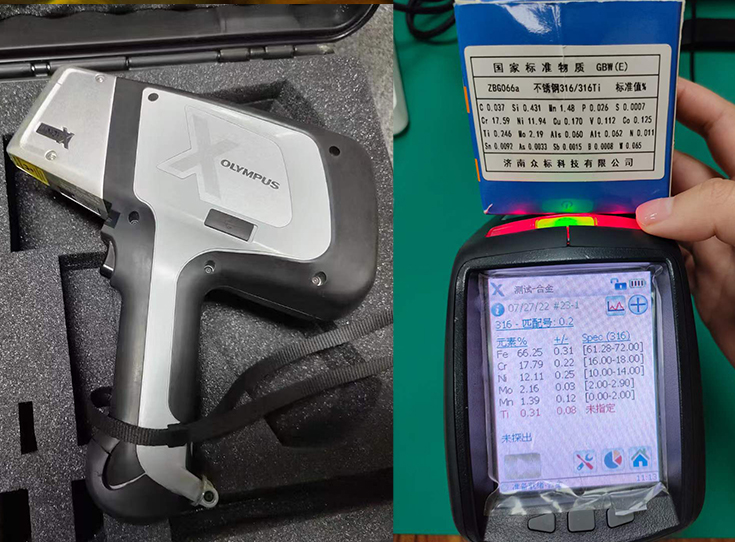 X
OLYMPUS
国家标准物质 GBW(E)
ZBG066a 不锈钢316/316Ti 标准值%
C 0.037 Si 0.431 Mn 1.48 P 0.026 S 0.0007
Cr 17.59 Ni 11.94 Cu 0.170 V 0.112 Co 0.125
Ti 0.246 Mo 2.19 Als 0.060 Alt 0.062 N 0.011
Sn 0.0092 As 0.0033 Sb 0.0015 B 0.0008 W 0.065
济南众标科技有限公司
X 测试-合金
07/27/22 #23-1
316 - 匹配号: 0.2
元素% +/- Spec (316)
Fe 66.25 0.31 [61.28-72.00]
Cr 17.79 0.22 [16.00-18.00]
Ni 12.11 0.25 [10.00-14.00]
Mo 2.16 0.03 [2.00-2.90]
Mn 1.39 0.12 [0.00-2.00]
Ti 0.31 0.08 未指定
未探出